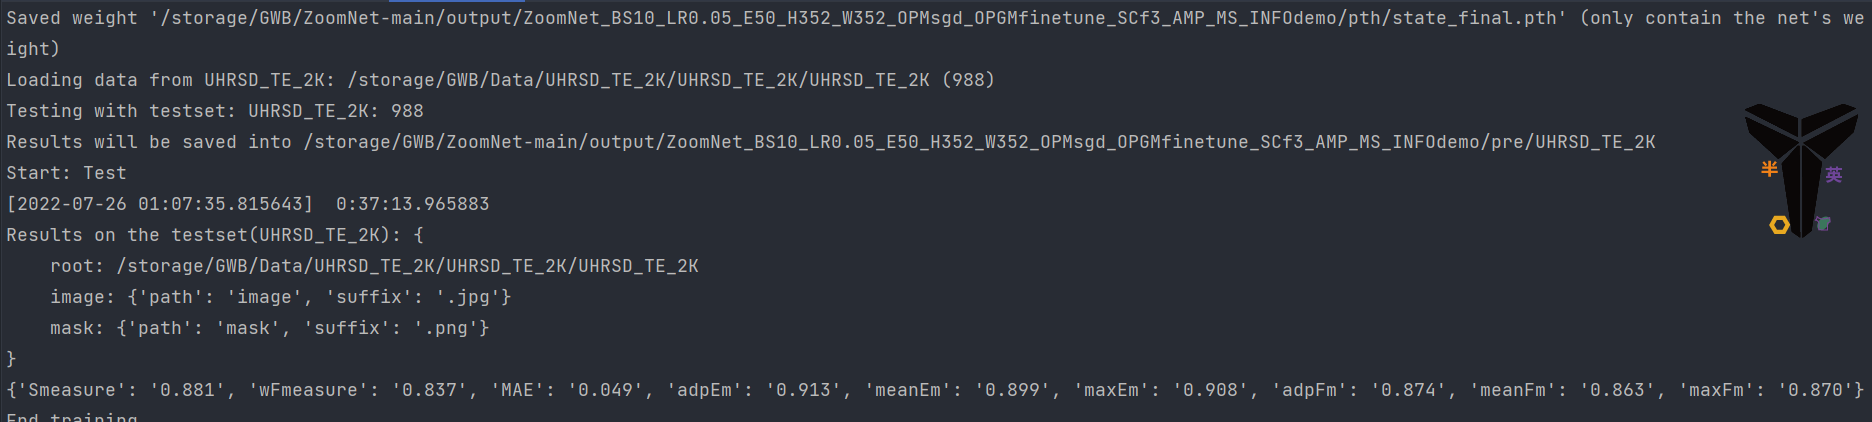 Saved weight '/storage/GWB/ZoomNet-main/output/ZoomNet_BS10_LR0.05_E50_H352_W352_OPMsgd_OPGMfinetune_SCf3_AMP_MS_INFOdemo/pth/state_final.pth' (only contain the net's we
ight)
Loading data from UHRSD_TE_2K: /storage/GWB/Data/UHRSD_TE_2K/UHRSD_TE_2K/UHRSD_TE_2K (988)
Testing with testset: UHRSD_TE_2K: 988
Results will be saved into /storage/GWB/ZoomNet-main/output/ZoomNet_BS10_LR0.05_E50_H352_W352_OPMsgd_OPGMfinetune_SCf3_AMP_MS_INFOdemo/pre/UHRSD_TE_2K
Start: Test
半 英
[2022-07-26 01:07:35.815643]  0:37:13.965883
Results on the testset(UHRSD_TE_2K): {
    root: /storage/GWB/Data/UHRSD_TE_2K/UHRSD_TE_2K/UHRSD_TE_2K
    image: {'path': 'image', 'suffix': '.jpg'}
    mask: {'path': 'mask', 'suffix': '.png'}
}
{'Smeasure': '0.881', 'wFmeasure': '0.837', 'MAE': '0.049', 'adpEm': '0.913', 'meanEm': '0.899', 'maxEm': '0.908', 'adpFm': '0.874', 'meanFm': '0.863', 'maxFm': '0.870'}
End training